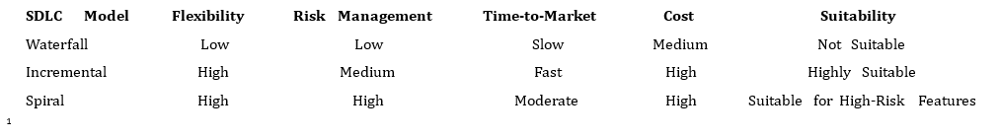 SDLC Model Flexibility Risk Management Time-to-Market Cost Suitability
Waterfall Low Low Slow Medium Not Suitable
Incremental High Medium Fast High Highly Suitable
Spiral High High Moderate High Suitable for High-Risk Features
1